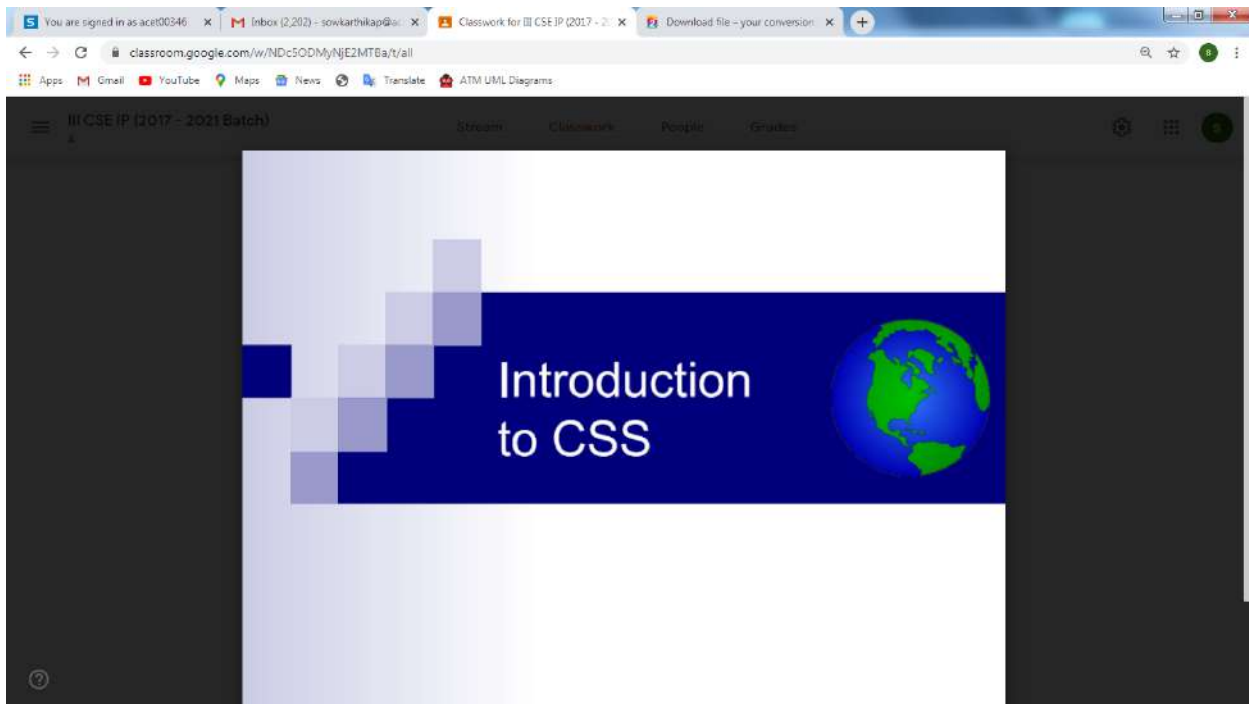 You are signed in as acet00346
Inbox (2,202) - sowkarthikap@ac
Classwork for III CSE IP (2017 - 2
Download file – your conversion
classroom.google.com/w/NDc5ODMyNjE2MTBa/t/all
Apps Gmail YouTube Maps News Translate ATM UML Diagrams
III CSE IP (2017 - 2021 Batch)
Stream Classwork People Grades
Introduction
to CSS